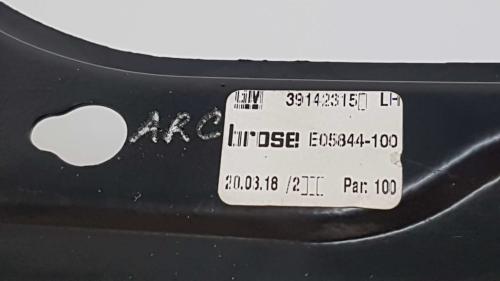 GM 39142315 LH
ARC
brose E05844-100
20.03.18 /2 Par: 100